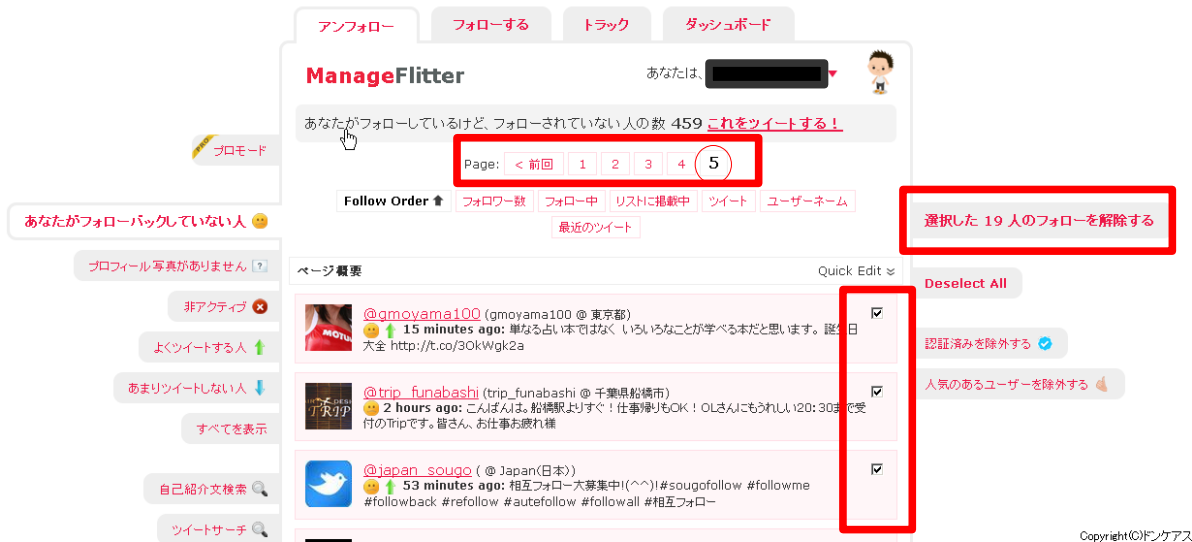 アンフォロー フォローする トラック ダッシュボード
ManageFlitter あなたは、
あなたがフォローしているけど、フォローされていない人の数 459 これをツイートする！
PRO プロモード
Page: < 前回 1 2 3 4 5
Follow Order フォロワー数 フォロー中 リストに掲載中 ツイート ユーザーネーム
最近のツイート
あなたがフォローバックしていない人
選択した 19 人のフォローを解除する
プロフィール写真がありません
ページ概要 Quick Edit
Deselect All
非アクティブ
@gmoyama100 (gmoyama100 @ 東京都)
15 minutes ago: 単なる占い本ではなく いろいろなことが学べる本だと思います。 誕生日
大全 http://t.co/3OkWgk2a
よくツイートする人
認証済みを除外する
あまりツイートしない人
人気のあるユーザーを除外する
@trip_funabashi (trip_funabashi @ 千葉県船橋市)
2 hours ago: こんばんは。船橋駅よりすぐ！仕事帰りもOK！OLさんにもうれしい20：30まで受
付のTripです。皆さん、お仕事お疲れ様
TRIP
すべてを表示
@japan_sougo ( @ Japan(日本))
53 minutes ago: 相互フォロー大募集中!(^^)!#sougofollow #followme
#followback #refollow #autefollow #followall #相互フォロー
自己紹介文検索
ツイートサーチ
Copyright(C)ドンケアス